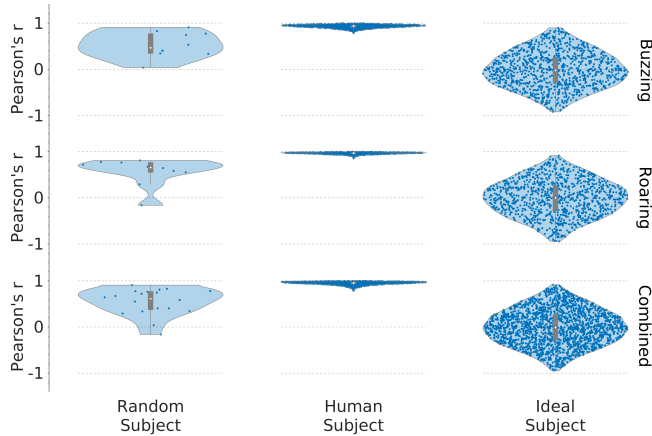 Pearson's r
1
0
-1
Buzzing
Pearson's r
1
0
-1
Roaring
Pearson's r
1
0
-1
Combined
Random
Subject
Human
Subject
Ideal
Subject